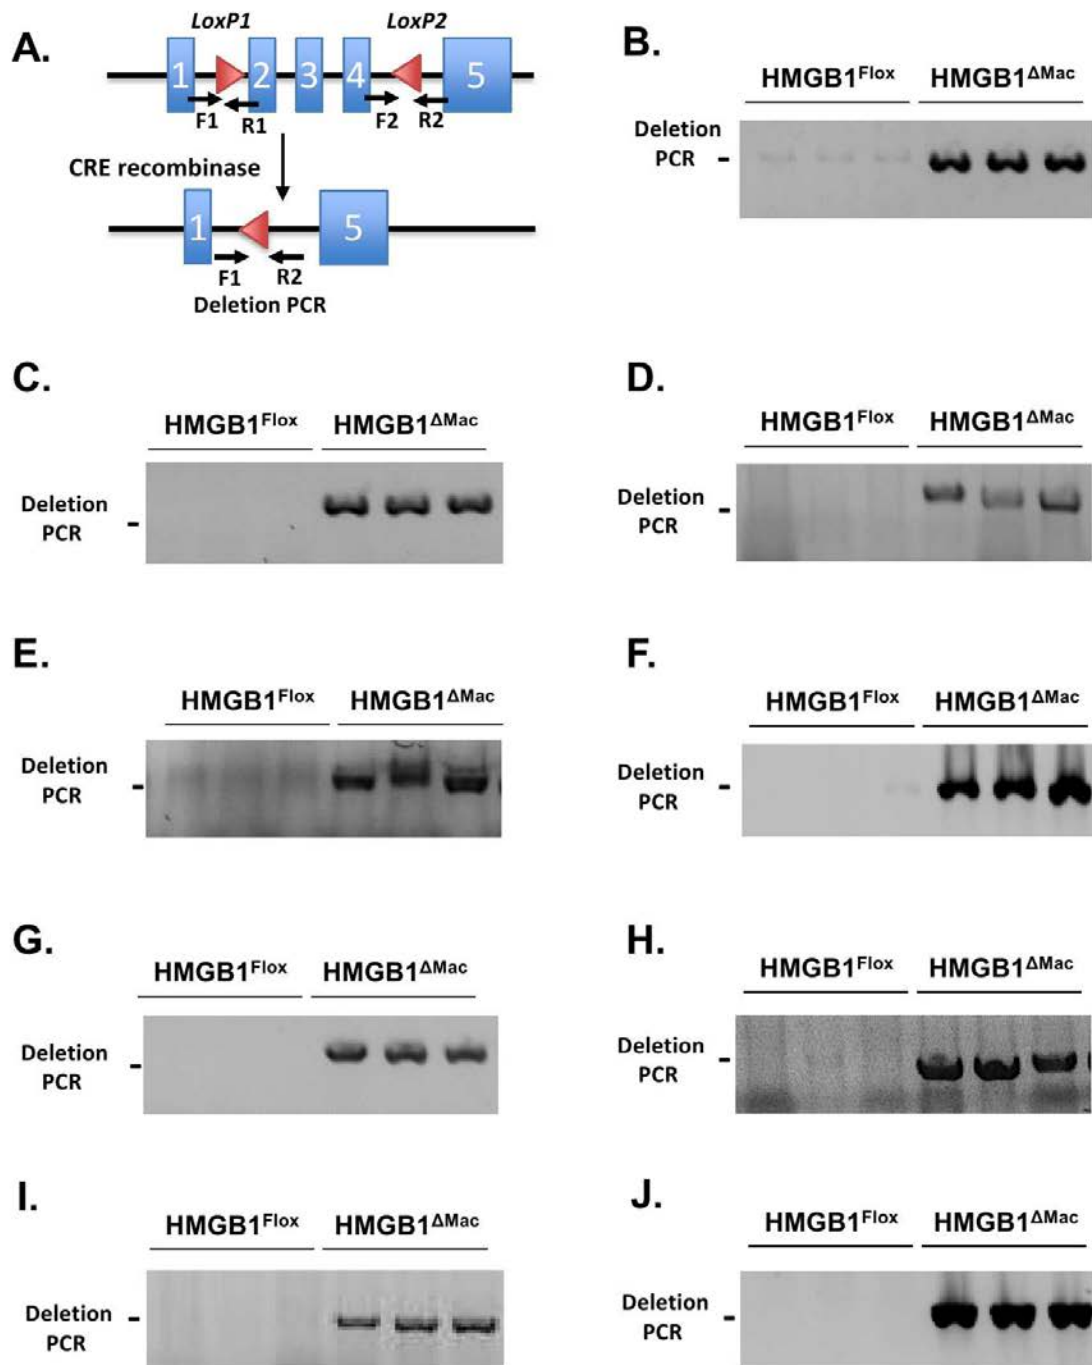 A.
LoxP1 LoxP2
1 2 3 4 5
F1 R1 F2 R2
CRE recombinase
1 5
F1 R2
Deletion PCR
B.
HMGB1Flox HMGB1ΔMac
Deletion
PCR
C.
HMGB1Flox HMGB1ΔMac
Deletion
PCR
D.
HMGB1Flox HMGB1ΔMac
Deletion
PCR
E.
HMGB1Flox HMGB1ΔMac
Deletion
PCR
F.
HMGB1Flox HMGB1ΔMac
Deletion
PCR
G.
HMGB1Flox HMGB1ΔMac
Deletion
PCR
H.
HMGB1Flox HMGB1ΔMac
Deletion
PCR
I.
HMGB1Flox HMGB1ΔMac
Deletion
PCR
J.
HMGB1Flox HMGB1ΔMac
Deletion
PCR